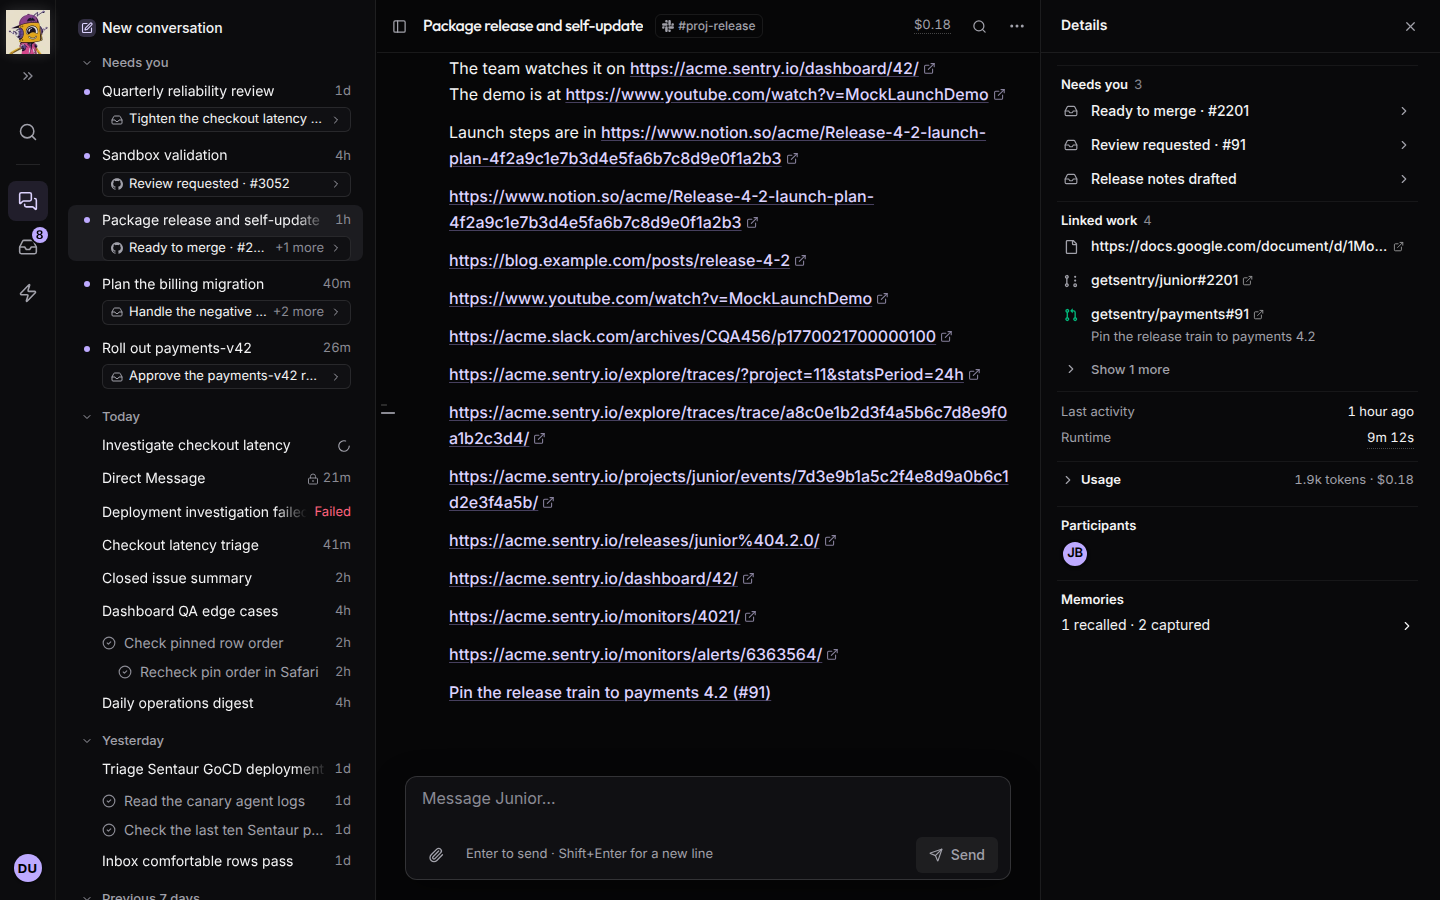 New conversation
Needs you
Quarterly reliability review 1d
Tighten the checkout latency ...
Sandbox validation 4h
Review requested · #3052
Package release and self-update 1h
Ready to merge · #2... +1 more
8
Plan the billing migration 40m
Handle the negative ... +2 more
Roll out payments-v42 26m
Approve the payments-v42 r...
Today
Investigate checkout latency
Direct Message 21m
Deployment investigation failed Failed
Checkout latency triage 41m
Closed issue summary 2h
Dashboard QA edge cases 4h
Check pinned row order 2h
Recheck pin order in Safari 2h
Daily operations digest 4h
Yesterday
Triage Sentaur GoCD deployment 1d
Read the canary agent logs 1d
Check the last ten Sentaur p... 1d
Inbox comfortable rows pass 1d
Previous 7 days
DU
Package release and self-update #proj-release $0.18
The team watches it on https://acme.sentry.io/dashboard/42/
The demo is at https://www.youtube.com/watch?v=MockLaunchDemo
Launch steps are in https://www.notion.so/acme/Release-4-2-launch-
plan-4f2a9c1e7b3d4e5fa6b7c8d9e0f1a2b3
https://www.notion.so/acme/Release-4-2-launch-plan-
4f2a9c1e7b3d4e5fa6b7c8d9e0f1a2b3
https://blog.example.com/posts/release-4-2
https://www.youtube.com/watch?v=MockLaunchDemo
https://acme.slack.com/archives/CQA456/p1770021700000100
https://acme.sentry.io/explore/traces/?project=11&statsPeriod=24h
https://acme.sentry.io/explore/traces/trace/a8c0e1b2d3f4a5b6c7d8e9f0
a1b2c3d4/
https://acme.sentry.io/projects/junior/events/7d3e9b1a5c2f4e8d9a0b6c1
d2e3f4a5b/
https://acme.sentry.io/releases/junior%404.2.0/
https://acme.sentry.io/dashboard/42/
https://acme.sentry.io/monitors/4021/
https://acme.sentry.io/monitors/alerts/6363564/
Pin the release train to payments 4.2 (#91)
Message Junior...
Enter to send · Shift+Enter for a new line
Send
Details
Needs you 3
Ready to merge · #2201
Review requested · #91
Release notes drafted
Linked work 4
https://docs.google.com/document/d/1Mo...
getsentry/junior#2201
getsentry/payments#91
Pin the release train to payments 4.2
Show 1 more
Last activity 1 hour ago
Runtime 9m 12s
Usage 1.9k tokens · $0.18
Participants
JB
Memories
1 recalled · 2 captured